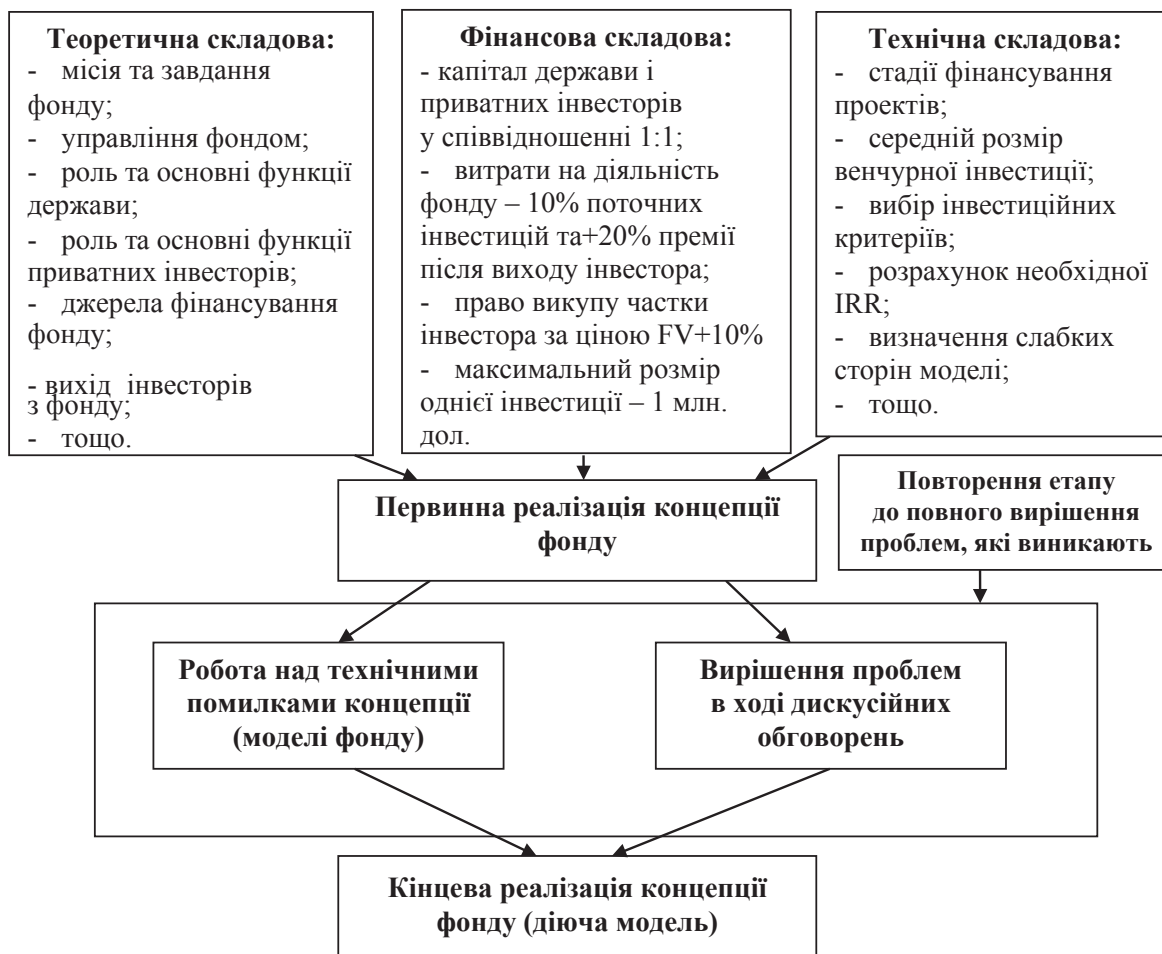 Теоретична складова:
- місія та завдання
фонду;
- управління фондом;
- роль та основні функції
держави;
- роль та основні функції
приватних інвесторів;
- джерела фінансування
фонду;
- вихід інвесторів
з фонду;
- тощо.
Фінансова складова:
- капітал держави і
приватних інвесторів
у співвідношенні 1:1;
- витрати на діяльність
фонду – 10% поточних
інвестицій та+20% премії
після виходу інвестора;
- право викупу частки
інвестора за ціною FV+10%
- максимальний розмір
однієї інвестиції – 1 млн.
дол.
Технічна складова:
- стадії фінансування
проектів;
- середній розмір
венчурної інвестиції;
- вибір інвестиційних
критеріїв;
- розрахунок необхідної
IRR;
- визначення слабких
сторін моделі;
- тощо.
Первинна реалізація концепції
фонду
Повторення етапу
до повного вирішення
проблем, які виникають
Робота над технічними
помилками концепції
(моделі фонду)
Вирішення проблем
в ході дискусійних
обговорень
Кінцева реалізація концепції
фонду (діюча модель)